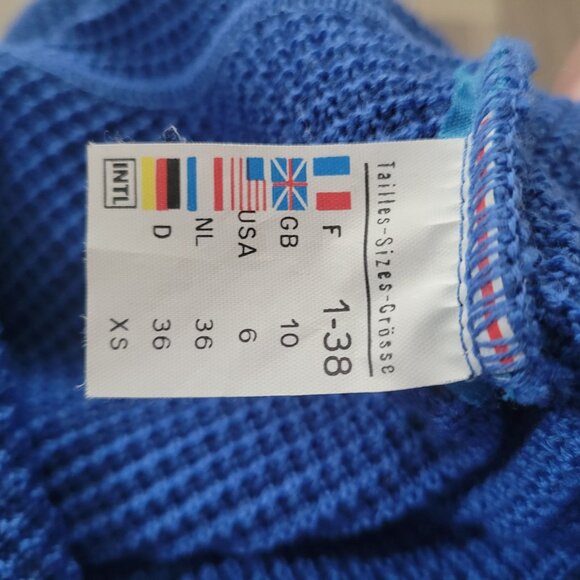 Tailles-Sizes-Grösse
F 1-38
GB 10
USA 6
NL 36
D 36
INTL XS